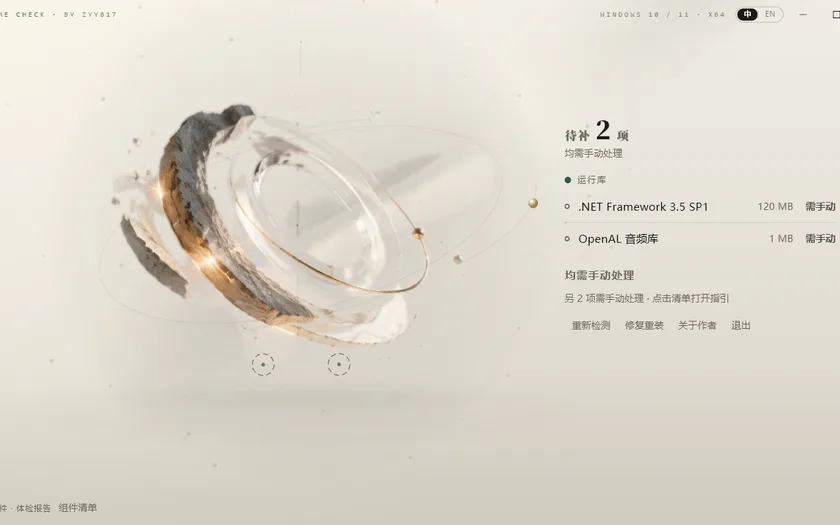 ME CHECK · BY ZYY817
WINDOWS 10 / 11 · X64 中 EN
待补 2 项
均需手动处理
运行库
.NET Framework 3.5 SP1 120 MB 需手动
OpenAL 音频库 1 MB 需手动
均需手动处理
另 2 项需手动处理 · 点击清单打开指引
重新检测 修复重装 关于作者 退出
件 · 体检报告 组件清单